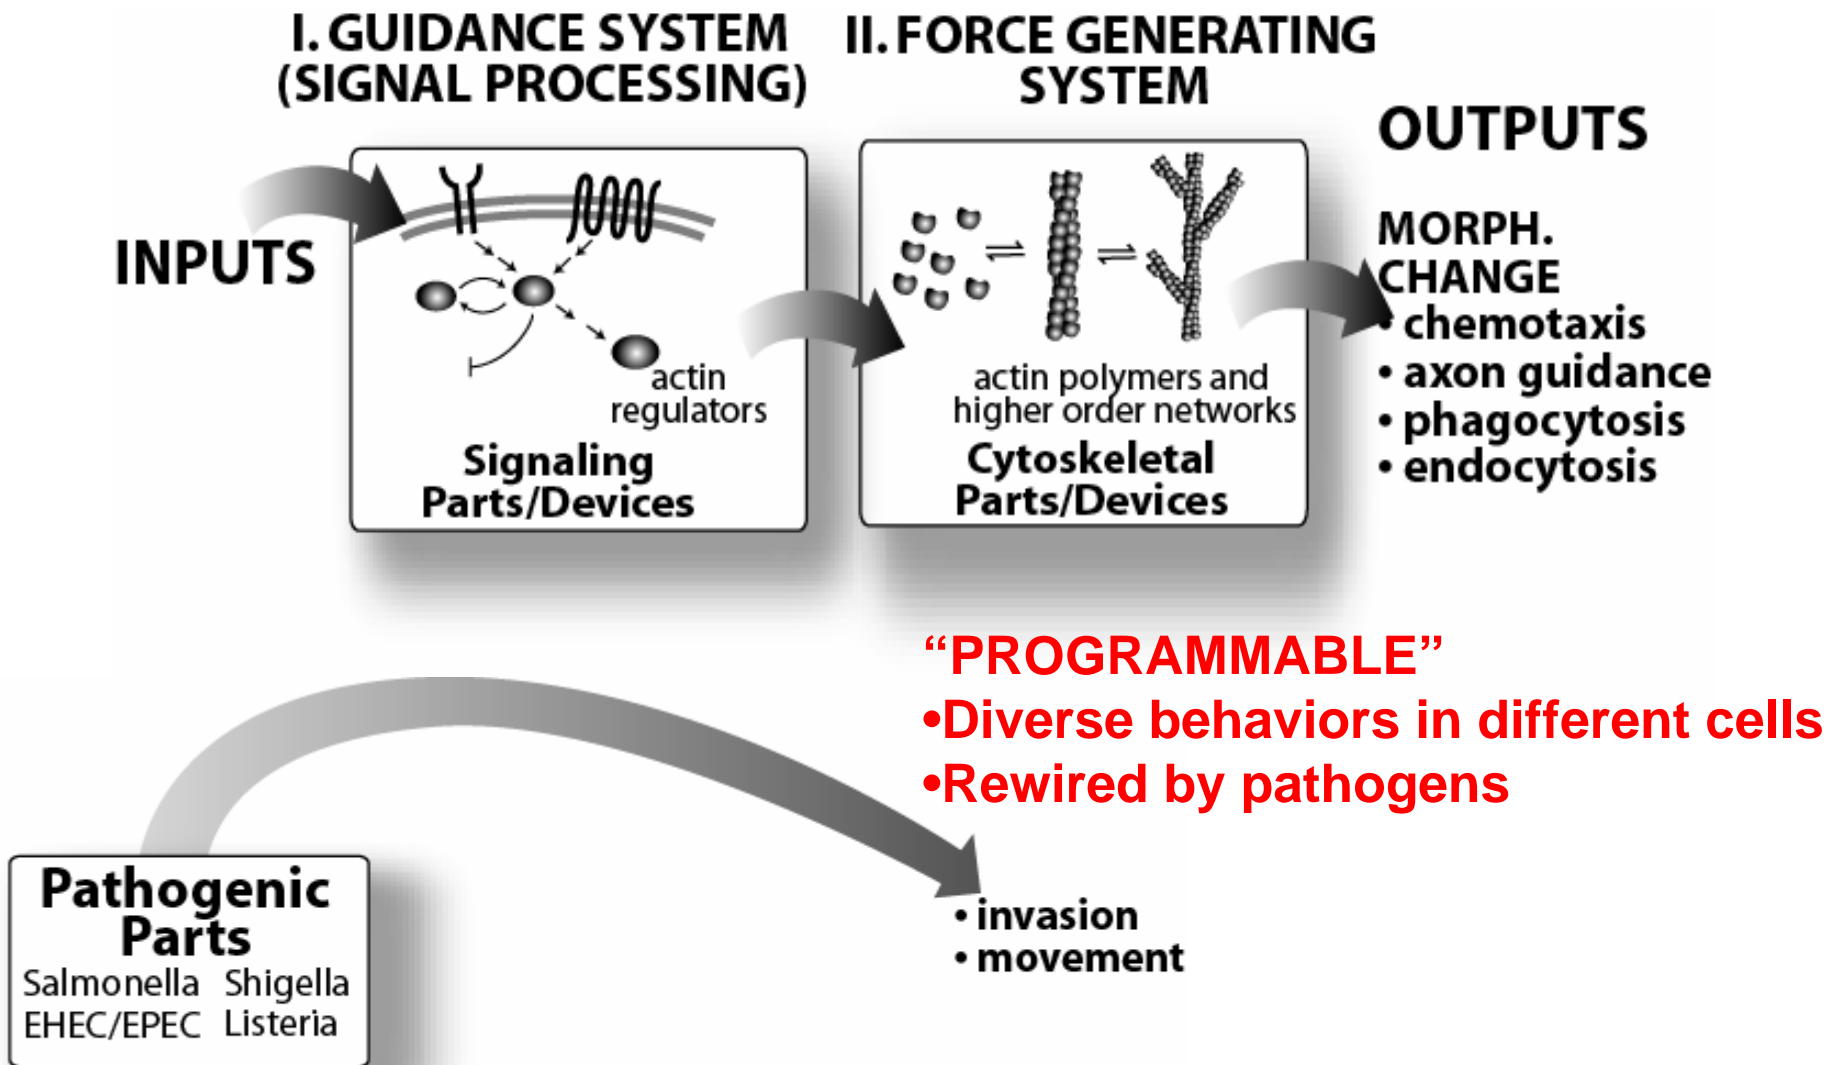 I. GUIDANCE SYSTEM
(SIGNAL PROCESSING)
II. FORCE GENERATING
SYSTEM
INPUTS
actin
regulators
Signaling
Parts/Devices
actin polymers and
higher order networks
Cytoskeletal
Parts/Devices
OUTPUTS
MORPH.
CHANGE
• chemotaxis
• axon guidance
• phagocytosis
• endocytosis
“PROGRAMMABLE”
•Diverse behaviors in different cells
•Rewired by pathogens
Pathogenic
Parts
Salmonella Shigella
EHEC/EPEC Listeria
• invasion
• movement